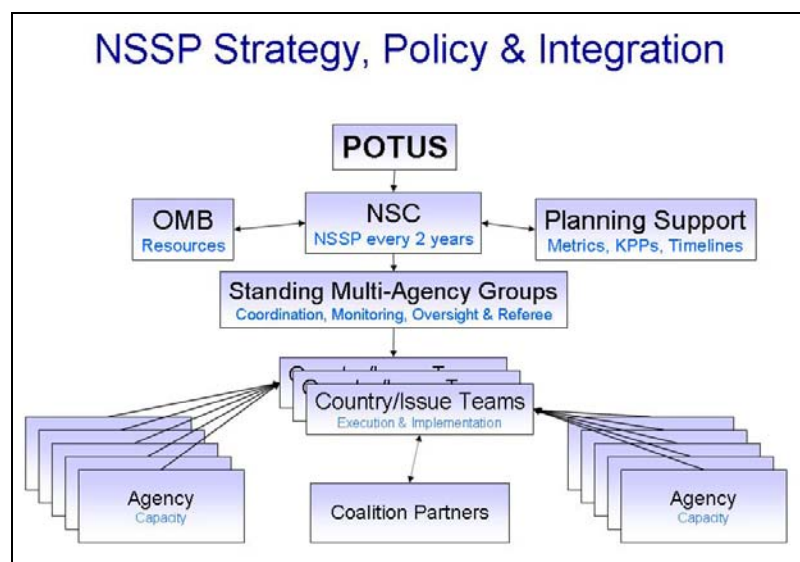 NSSP Strategy, Policy & Integration
POTUS
OMB
Resources
NSC
NSSP every 2 years
Planning Support
Metrics, KPPs, Timelines
Standing Multi-Agency Groups
Coordination, Monitoring, Oversight & Referee
Country/Issue Teams
Execution & Implementation
Agency
Capacity
Coalition Partners
Agency
Capacity